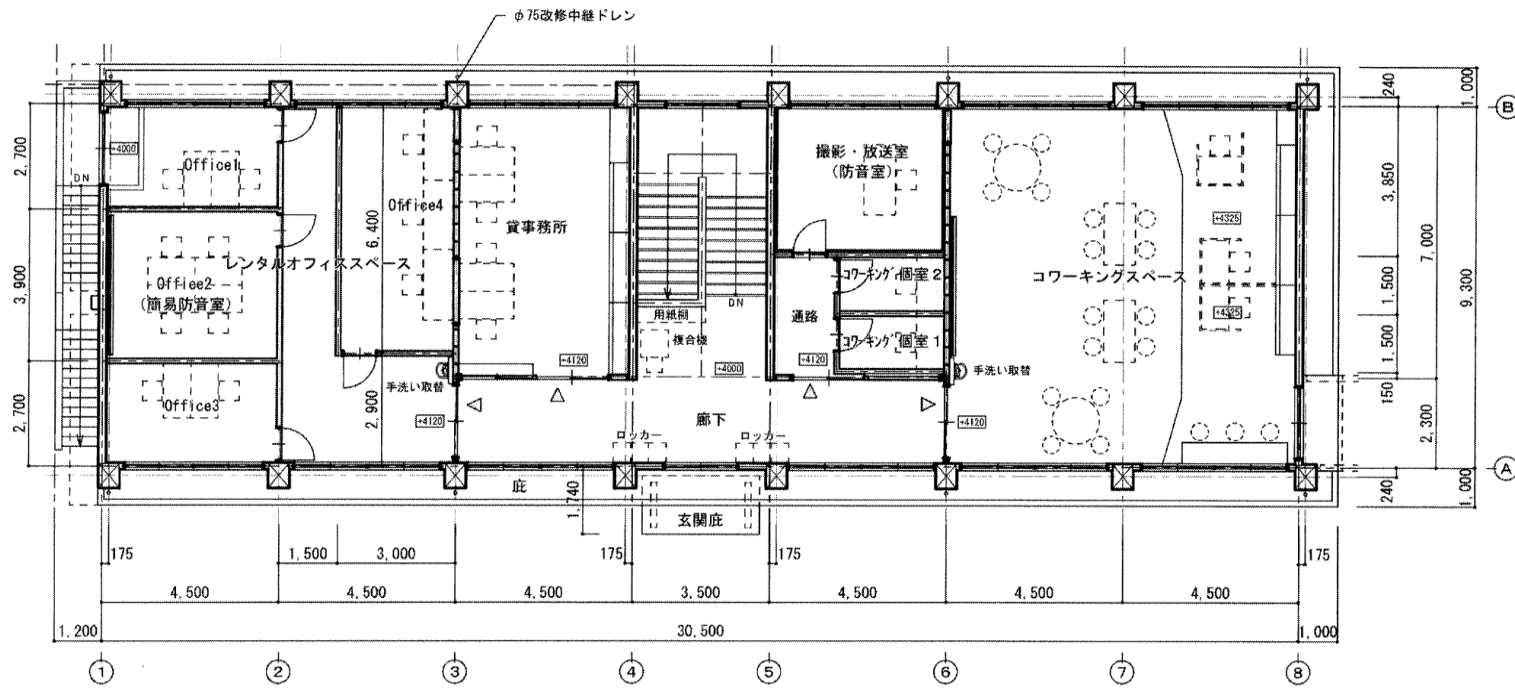 φ75改修中継ドレン
240
1,000
B
2,700
DN
+4000
Office1
Office4
6,400
貸事務所
撮影・放送室
(防音室)
3,850
7,000
9,300
+4325
3,900
レンタルオフィススペース
Office2
(簡易防音室)
コワーキング個室2
コワーキングスペース
1,500
DN
用紙棚
通路
+4325
複合機
コワーキング個室1
1,500
+4120
+4000
+4120
手洗い取替
手洗い取替
2,700
Office3
2,900
+4120
廊下
+4120
150
2,300
ロッカー
ロッカー
A
庇
1,740
玄関庇
240
1,000
175
1,500
3,000
175
175
175
4,500
4,500
4,500
3,500
4,500
4,500
4,500
1,200
30,500
1,000
1
2
3
4
5
6
7
8